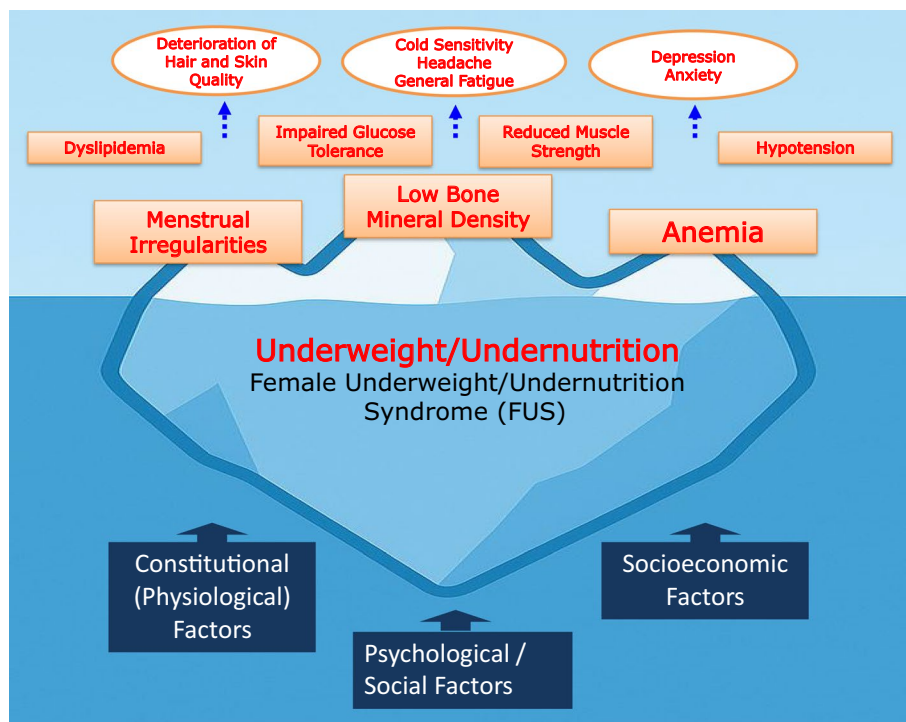 Deterioration of
Hair and Skin
Quality
Cold Sensitivity
Headache
General Fatigue
Depression
Anxiety
Dyslipidemia
Impaired Glucose
Tolerance
Reduced Muscle
Strength
Hypotension
Menstrual
Irregularities
Low Bone
Mineral Density
Anemia
Underweight/Undernutrition
Female Underweight/Undernutrition
Syndrome (FUS)
Constitutional
(Physiological)
Factors
Psychological /
Social Factors
Socioeconomic
Factors